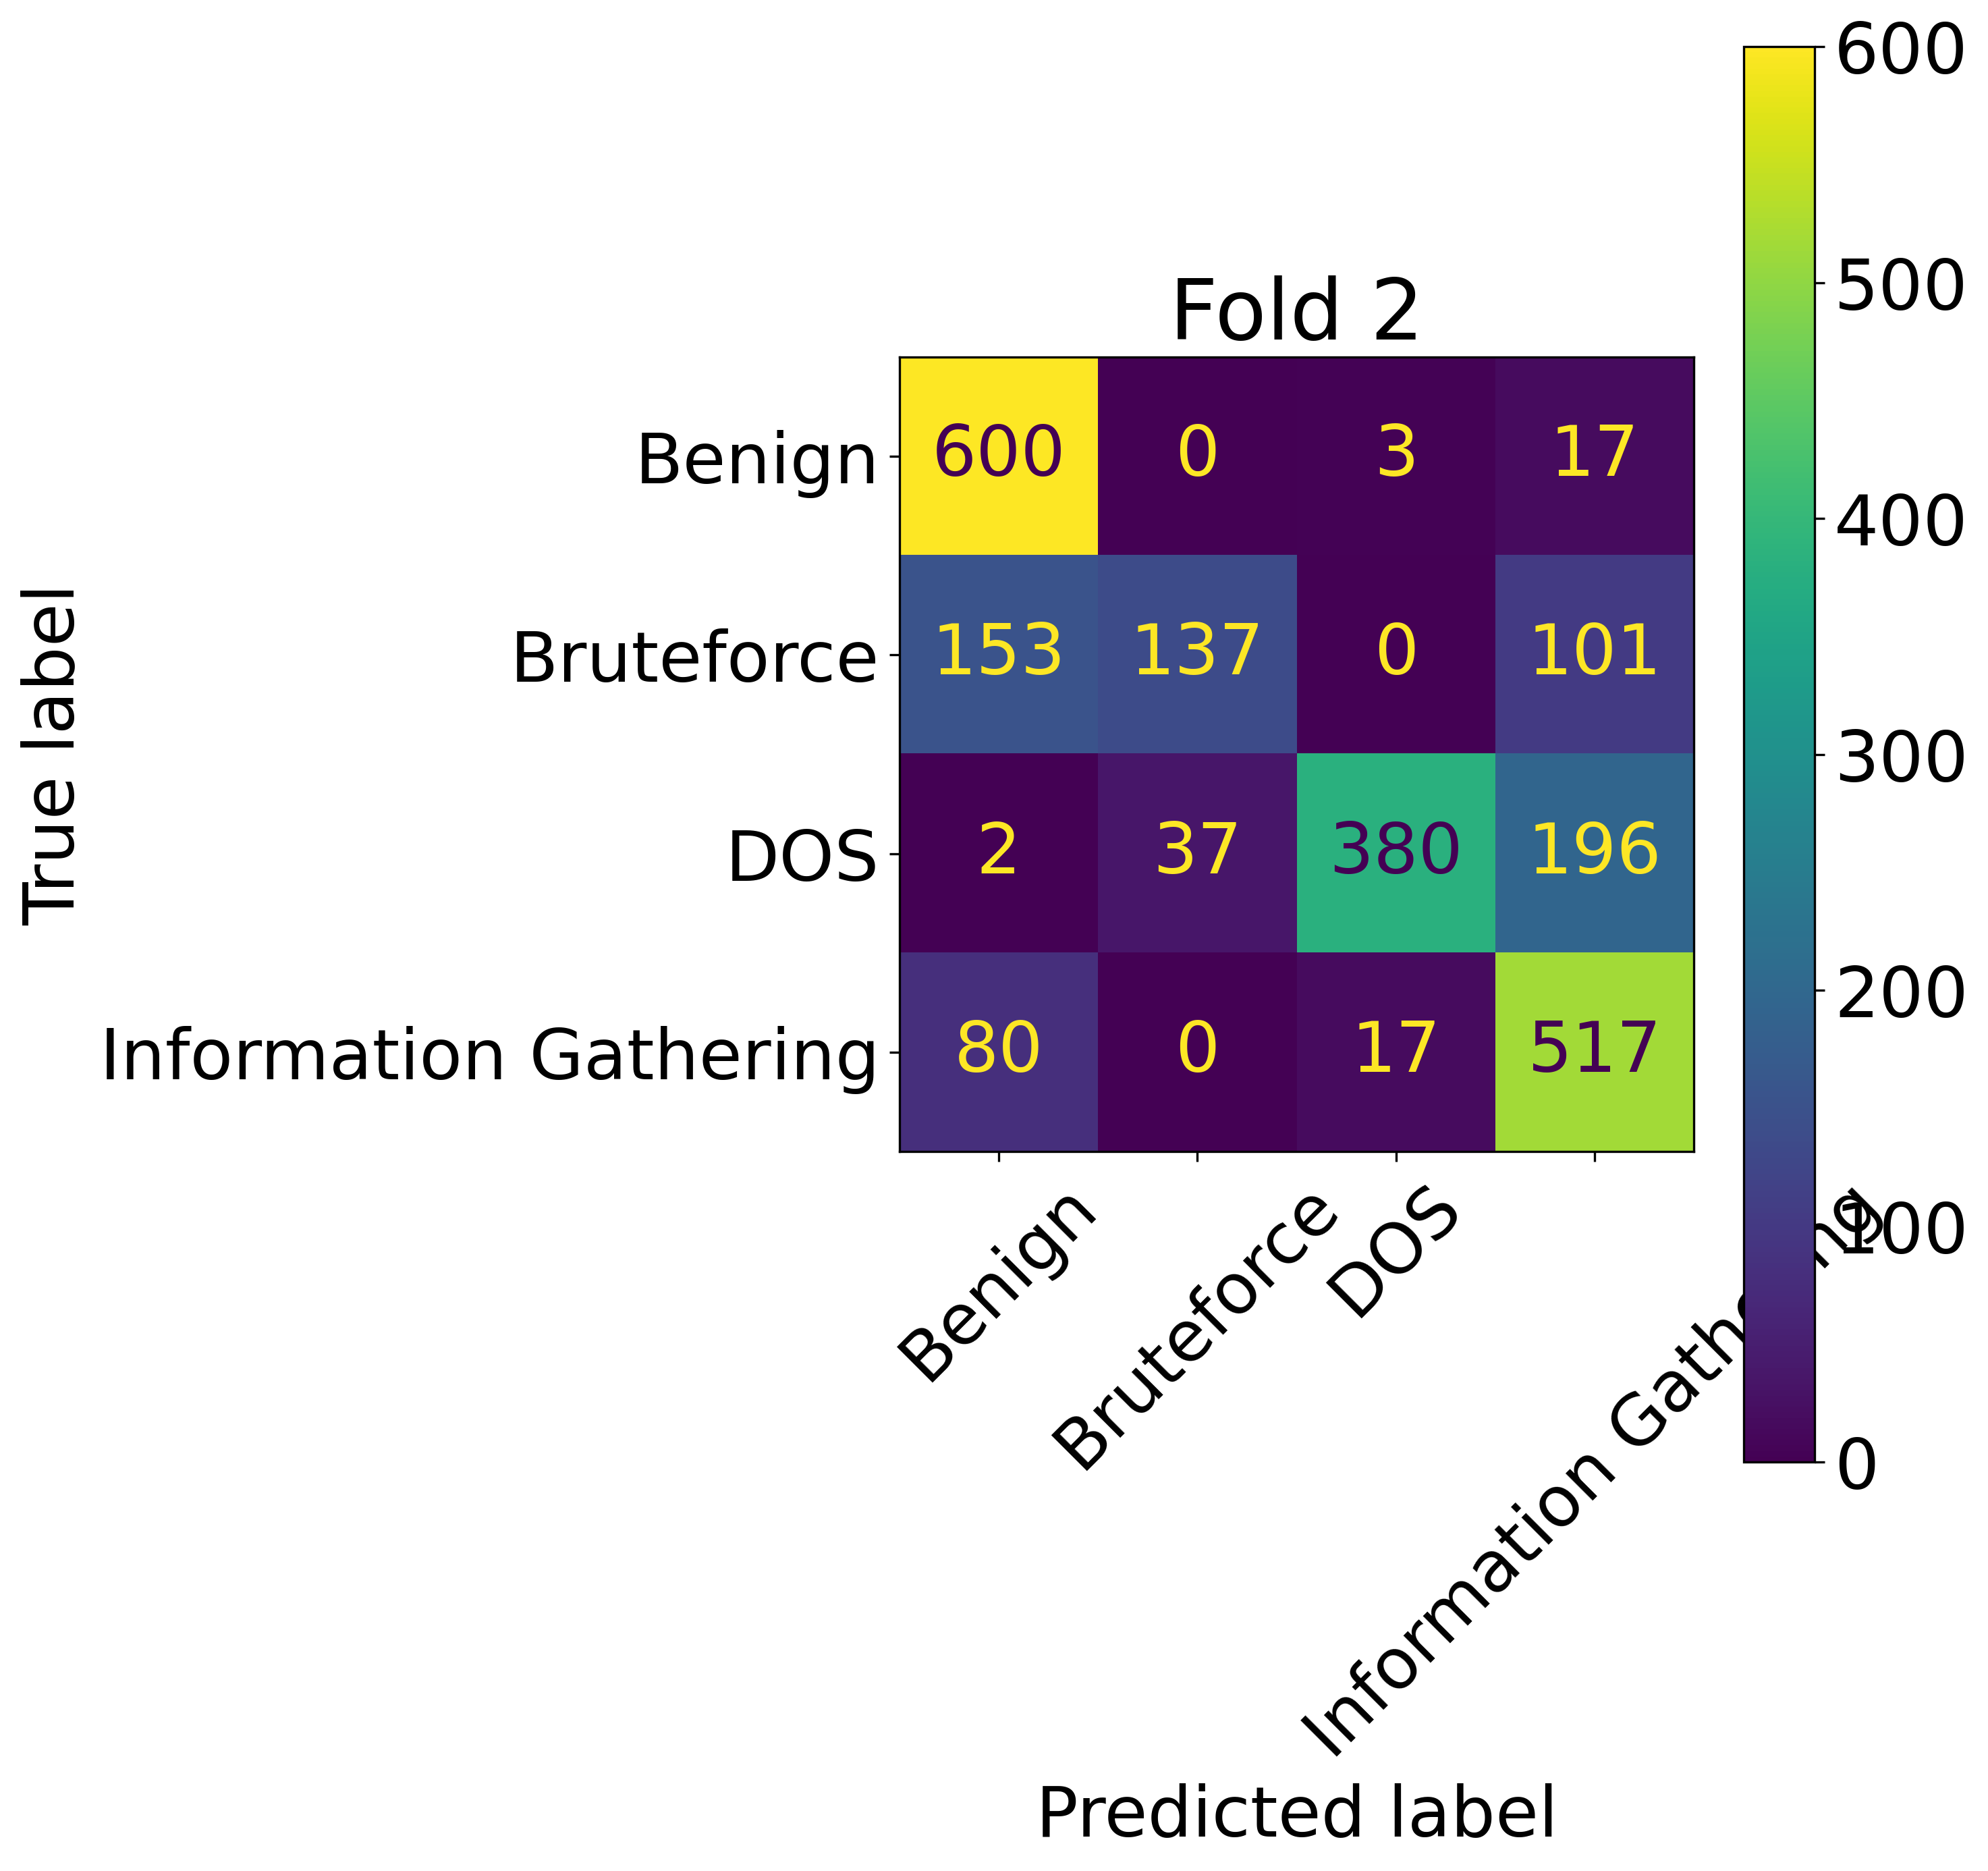 Fold 2
True label
Benign 600 0 3 17
Bruteforce 153 137 0 101
DOS 2 37 380 196
Information Gathering 80 0 17 517
Benign
Bruteforce
DOS
Information Gathering
Predicted label
600
500
400
300
200
100
0